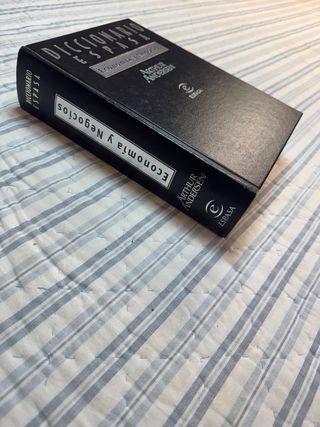 DICCIONARIO
ESPASA
Economía y Negocios
ARTHUR
ANDERSEN
ESPASA
DICCIONARIO
ESPASA
Economía y Negocios
ARTHUR
ANDERSEN
ESPASA